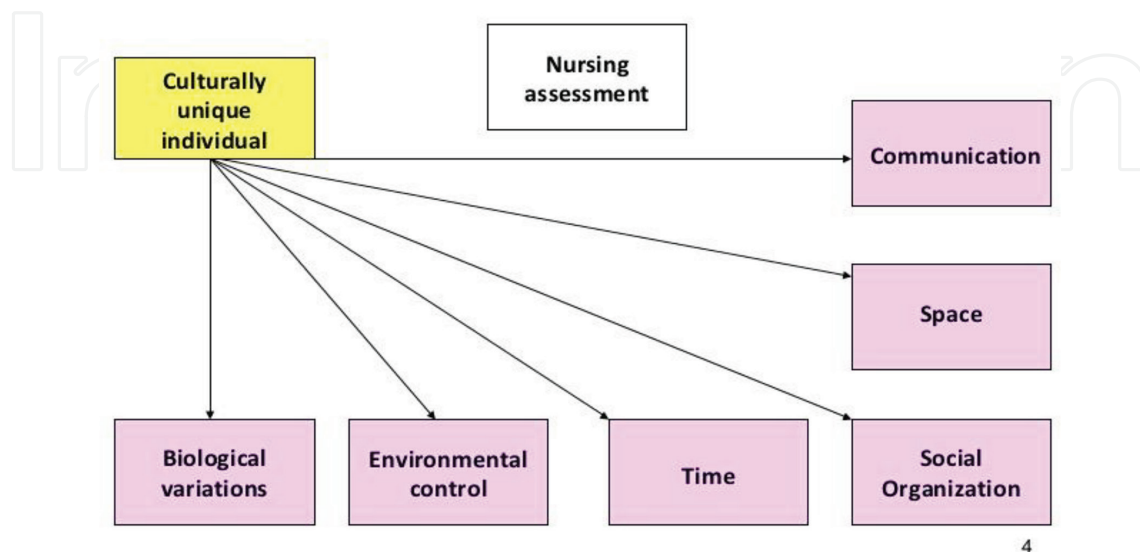 Nursing
assessment
Culturally
unique
individual
Communication
Space
Biological
variations
Environmental
control
Time
Social
Organization
4